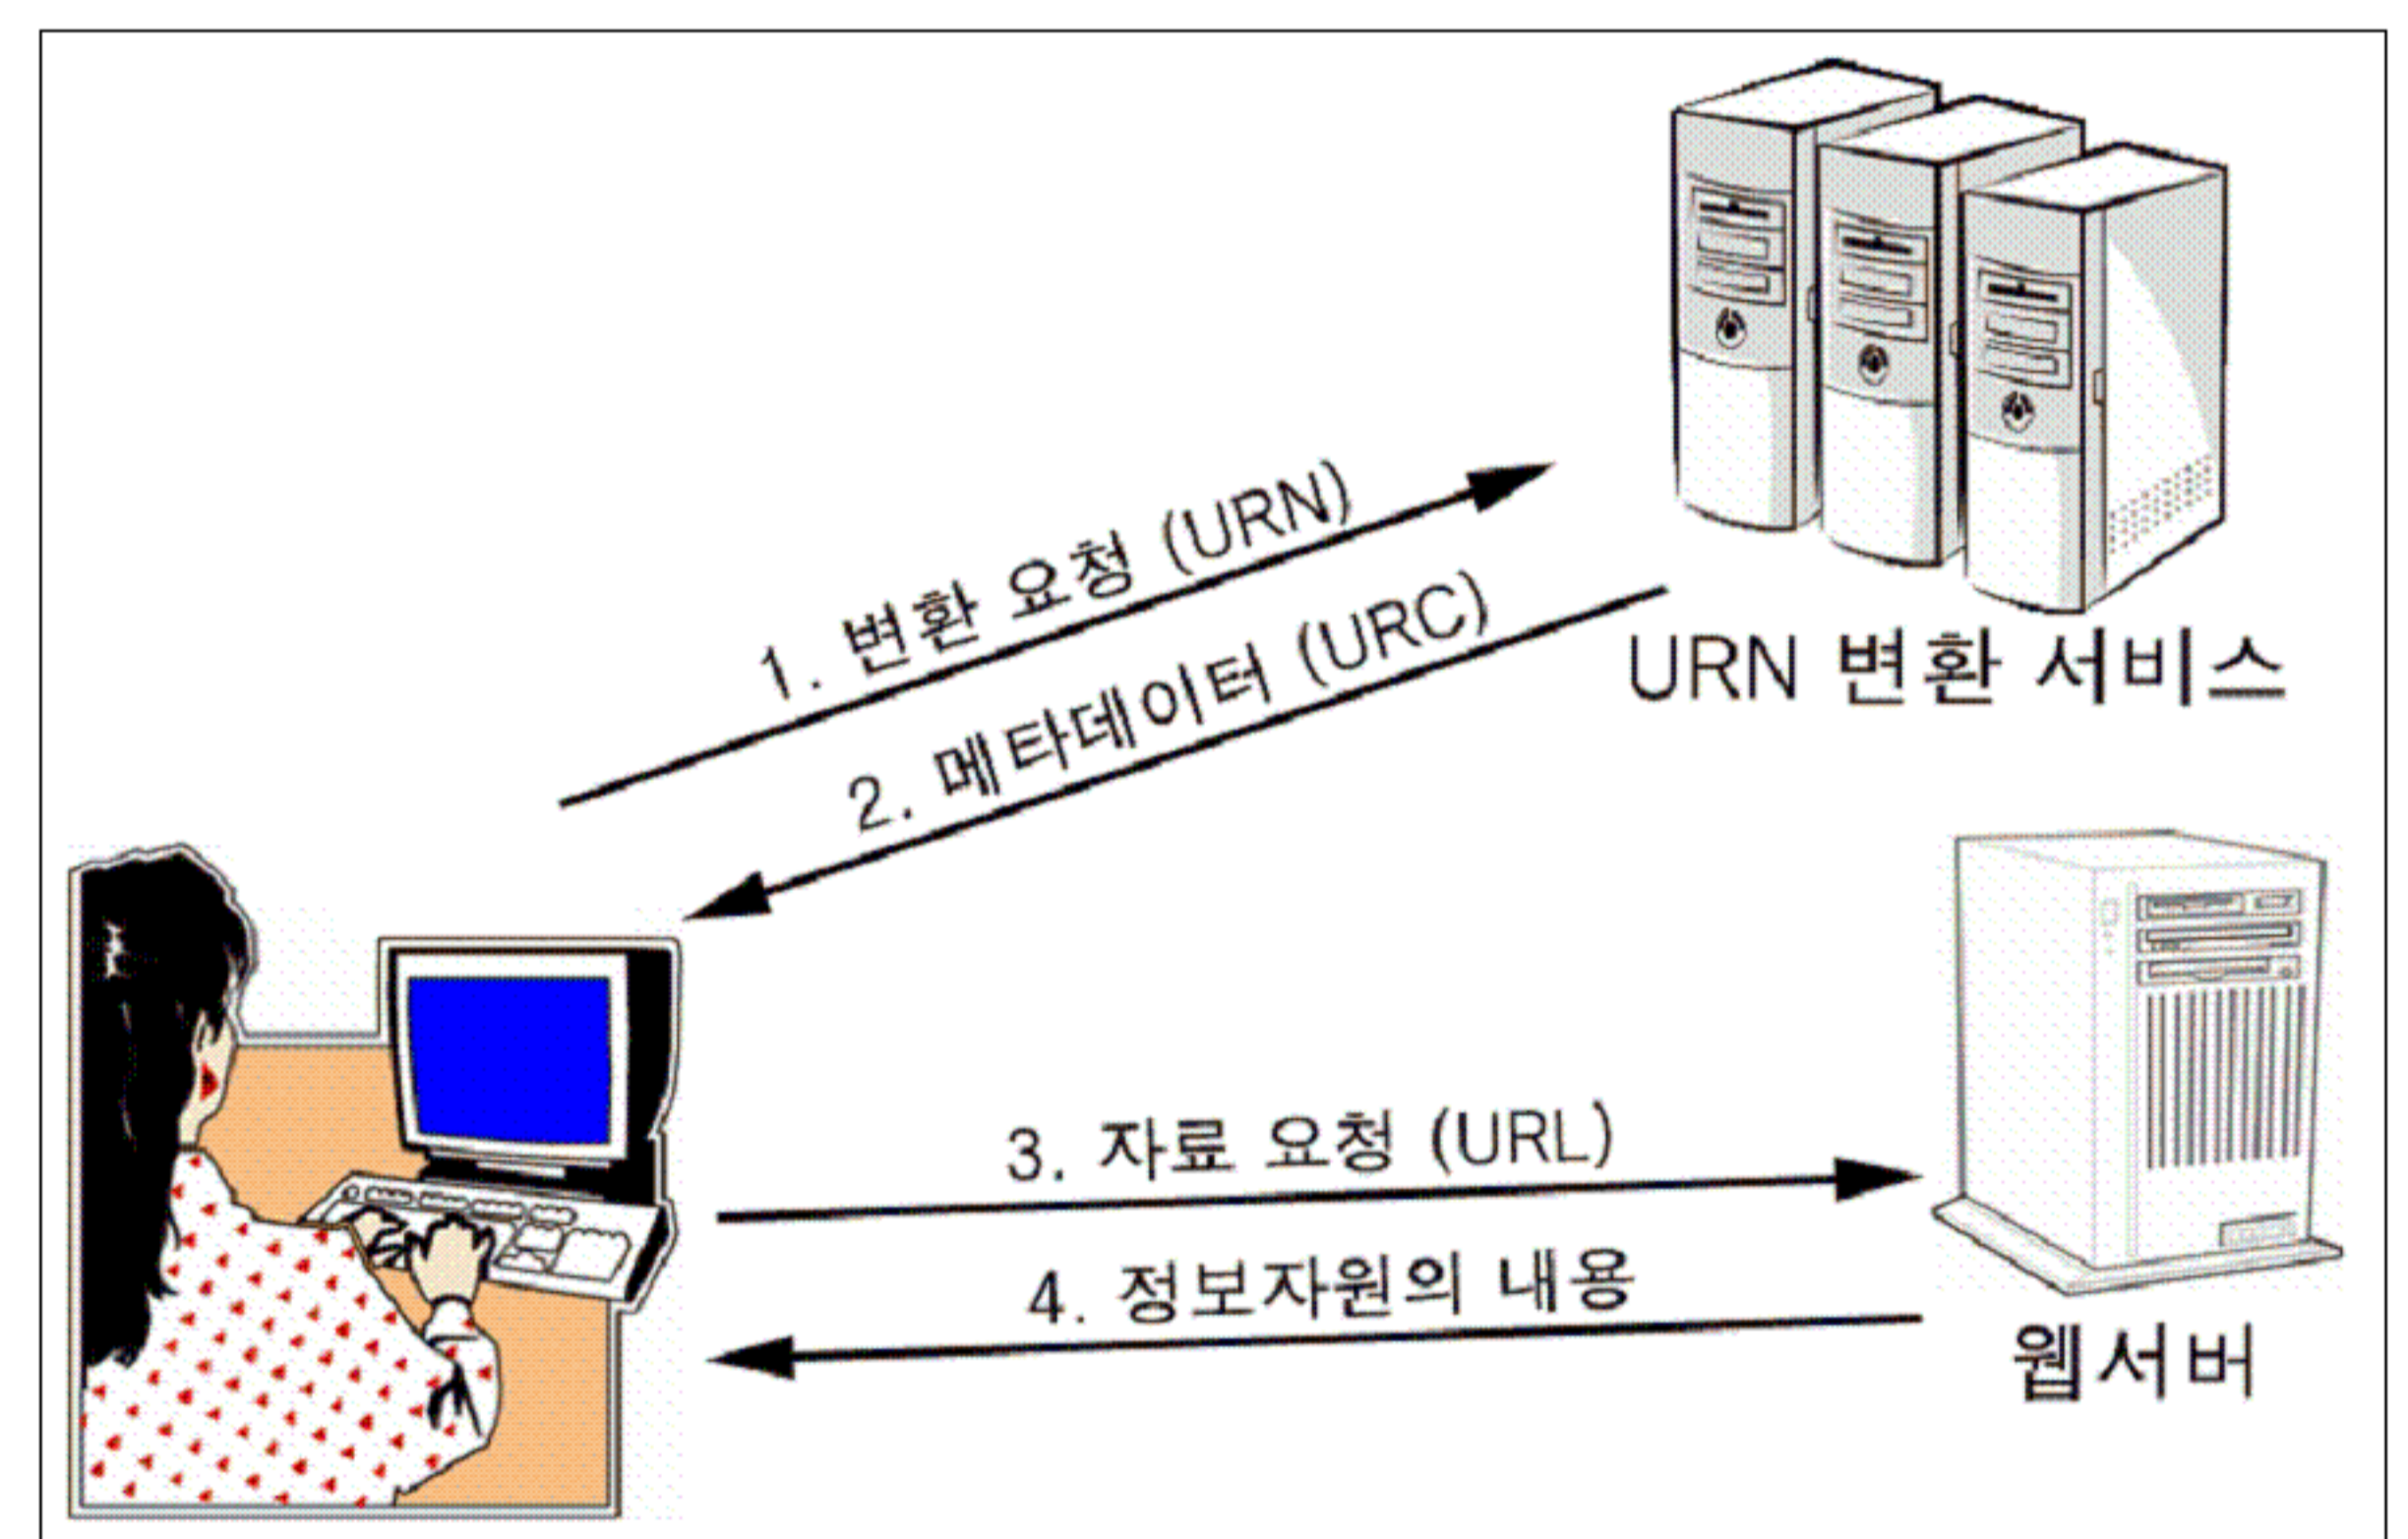 1. 변환 요청 (URN)
2. 메타데이터 (URC)
URN 변환 서비스
3. 자료 요청 (URL)
4. 정보자원의 내용
웹서버